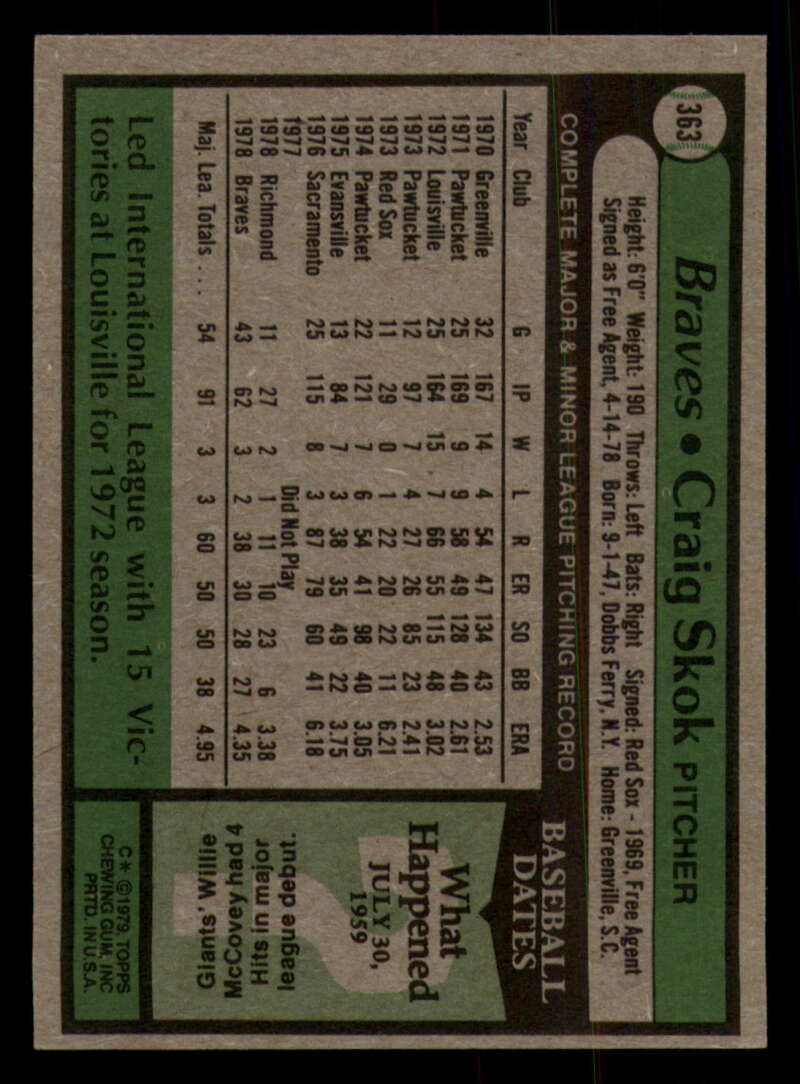 363
Braves • Craig Skok PITCHER
Height: 6'0" Weight: 190 Throws: Left Bats: Right Signed: Red Sox - 1969, Free Agent
Signed as Free Agent, 4-14-78 Born: 9-1-47, Dobbs Ferry, N.Y. Home: Greenville, S.C.
COMPLETE MAJOR & MINOR LEAGUE PITCHING RECORD
Year Club G IP W L R ER SO BB ERA
1970 Greenville 32 167 14 4 54 47 134 43 2.53
1971 Pawtucket 25 169 9 9 58 49 128 40 2.61
1972 Louisville 25 164 15 7 66 55 115 48 3.02
1973 Pawtucket 12 97 7 4 27 26 85 23 2.41
1973 Red Sox 11 29 0 1 22 20 22 11 6.21
1974 Pawtucket 22 121 7 6 54 41 98 40 3.05
1975 Evansville 13 84 7 3 38 35 49 22 3.75
1976 Sacramento 25 115 8 3 87 79 60 41 6.18
1977 Did Not Play
1978 Richmond 11 27 2 1 11 10 23 6 3.38
1978 Braves 43 62 3 2 38 30 28 27 4.35
Maj. Lea. Totals . . . 54 91 3 3 60 50 50 38 4.95
Led International League with 15 Vic-
tories at Louisville for 1972 season.
BASEBALL
DATES
What
Happened
JULY 30,
1959
Giants' Willie
McCovey had 4
Hits in major
league debut.
C* ©1979, TOPPS
CHEWING GUM, INC
PRTD. IN U.S.A.